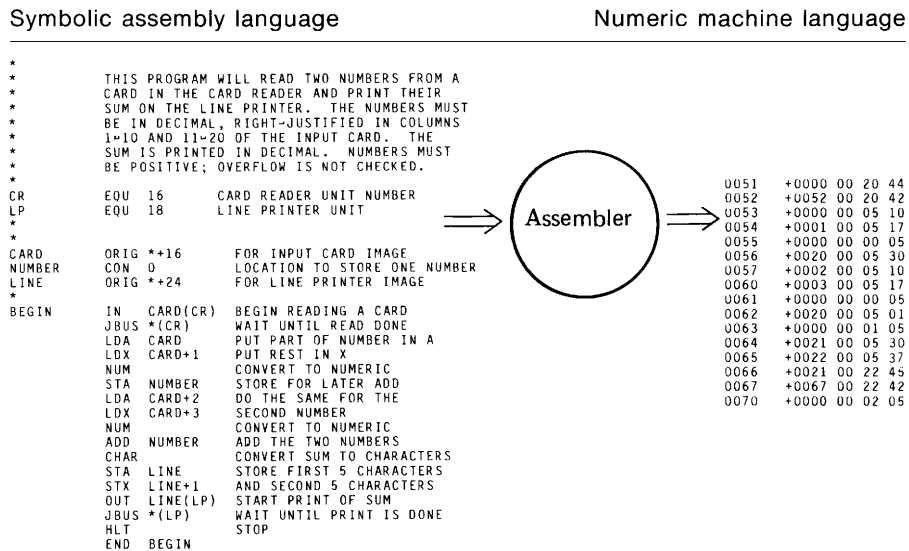 Symbolic assembly language
Numeric machine language
*
* THIS PROGRAM WILL READ TWO NUMBERS FROM A
* CARD IN THE CARD READER AND PRINT THEIR
* SUM ON THE LINE PRINTER. THE NUMBERS MUST
* BE IN DECIMAL, RIGHT-JUSTIFIED IN COLUMNS
* 1-10 AND 11-20 OF THE INPUT CARD. THE
* SUM IS PRINTED IN DECIMAL. NUMBERS MUST
* BE POSITIVE; OVERFLOW IS NOT CHECKED.
*
CR EQU 16 CARD READER UNIT NUMBER
LP EQU 18 LINE PRINTER UNIT
*
*
CARD ORIG *+16 FOR INPUT CARD IMAGE
NUMBER CON 0 LOCATION TO STORE ONE NUMBER
LINE ORIG *+24 FOR LINE PRINTER IMAGE
*
BEGIN IN CARD(CR) BEGIN READING A CARD
JBUS *(CR) WAIT UNTIL READ DONE
LDA CARD PUT PART OF NUMBER IN A
LDX CARD+1 PUT REST IN X
NUM CONVERT TO NUMERIC
STA NUMBER STORE FOR LATER ADD
LDA CARD+2 DO THE SAME FOR THE
LDX CARD+3 SECOND NUMBER
NUM CONVERT TO NUMERIC
ADD NUMBER ADD THE TWO NUMBERS
CHAR CONVERT SUM TO CHARACTERS
STA LINE STORE FIRST 5 CHARACTERS
STX LINE+1 AND SECOND 5 CHARACTERS
OUT LINE(LP) START PRINT OF SUM
JBUS *(LP) WAIT UNTIL PRINT IS DONE
HLT STOP
END BEGIN
Assembler
0051 +0000 00 20 44
0052 +0052 00 20 42
0053 +0000 00 05 10
0054 +0001 00 05 17
0055 +0000 00 00 05
0056 +0020 00 05 30
0057 +0002 00 05 10
0060 +0003 00 05 17
0061 +0000 00 00 05
0062 +0020 00 05 01
0063 +0000 00 01 05
0064 +0021 00 05 30
0065 +0022 00 05 37
0066 +0021 00 22 45
0067 +0067 00 22 42
0070 +0000 00 02 05